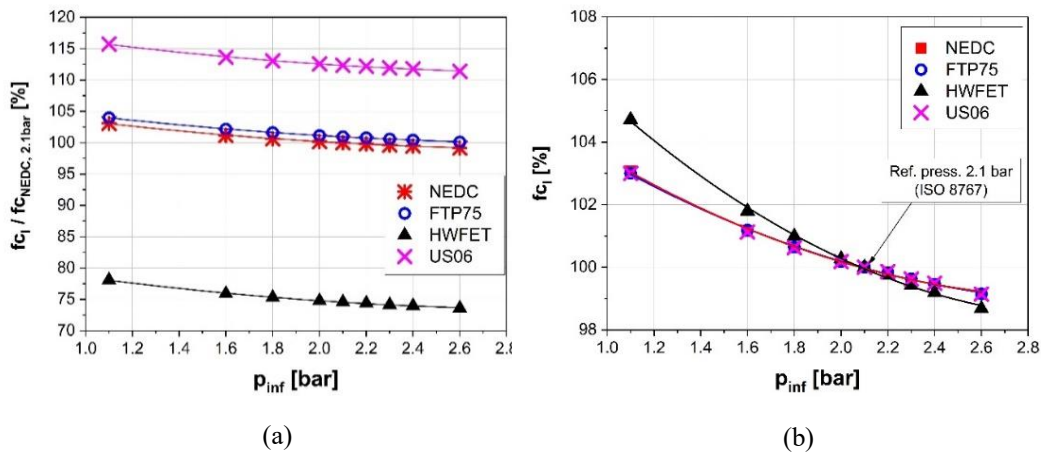 120
115
110
105
100
95
90
85
80
75
70
fc_I / fc_NEDC, 2.1bar [%]
NEDC
FTP75
HWFET
US06
1.0 1.2 1.4 1.6 1.8 2.0 2.2 2.4 2.6 2.8
p_inf [bar]
(a)
108
106
104
102
100
98
fc_I [%]
NEDC
FTP75
HWFET
US06
Ref. press. 2.1 bar
(ISO 8767)
1.0 1.2 1.4 1.6 1.8 2.0 2.2 2.4 2.6 2.8
p_inf [bar]
(b)